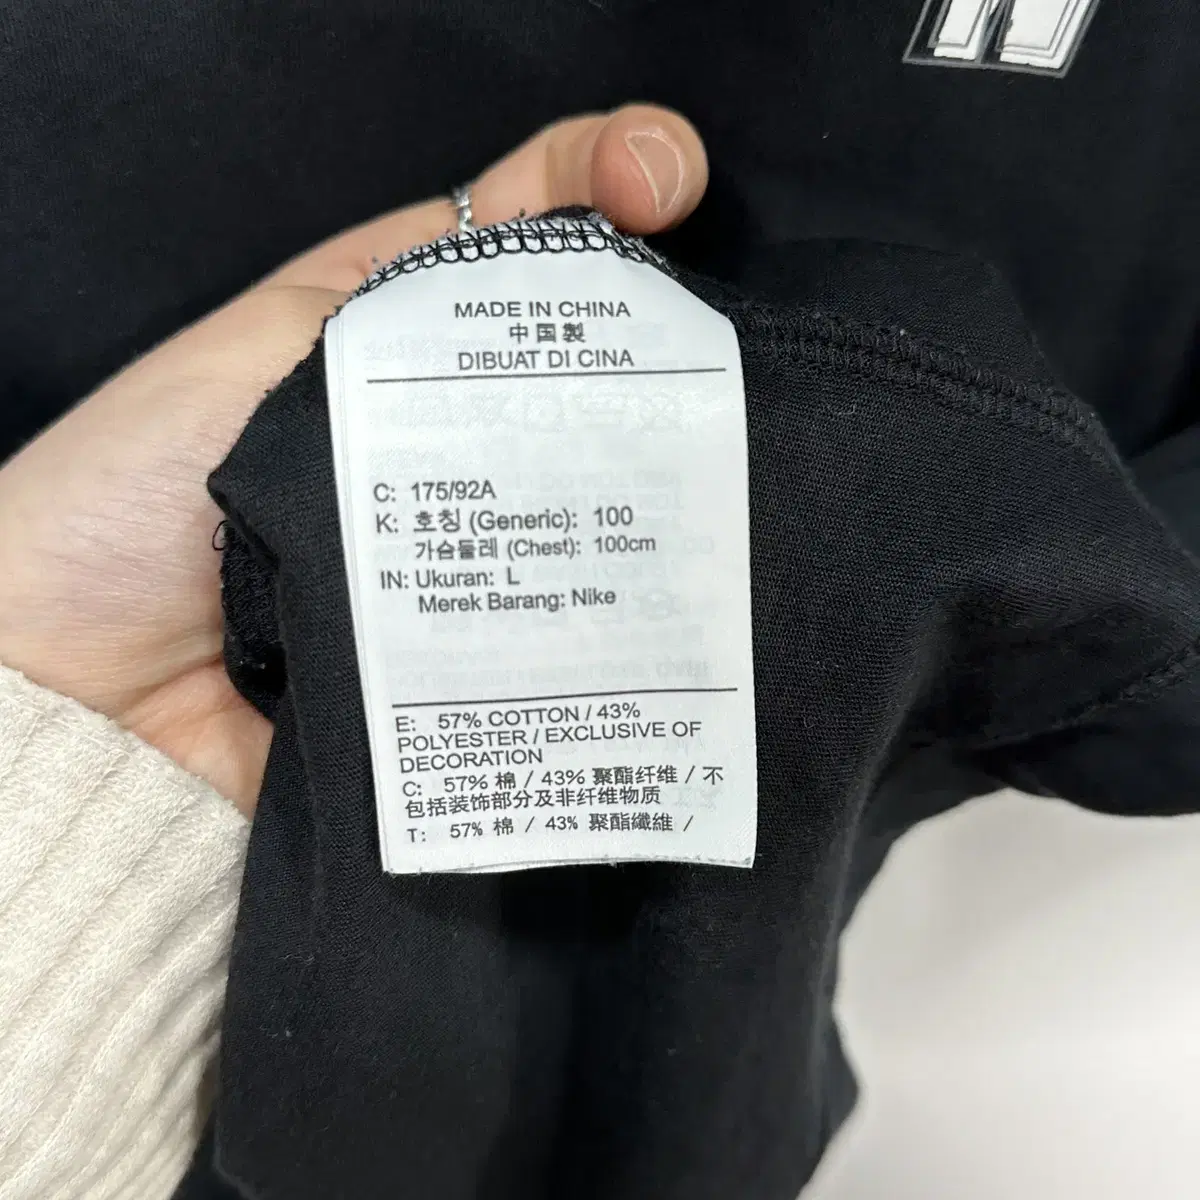 MADE IN CHINA
中国製
DIBUAT DI CINA
C: 175/92A
K: 호칭 (Generic): 100
가슴둘레 (Chest): 100cm
IN: Ukuran: L
Merek Barang: Nike
E: 57% COTTON / 43%
POLYESTER / EXCLUSIVE OF
DECORATION
C: 57% 棉 / 43% 聚酯纤维 / 不
包括装饰部分及非纤维物质
T: 57% 棉 / 43% 聚酯纖維 /